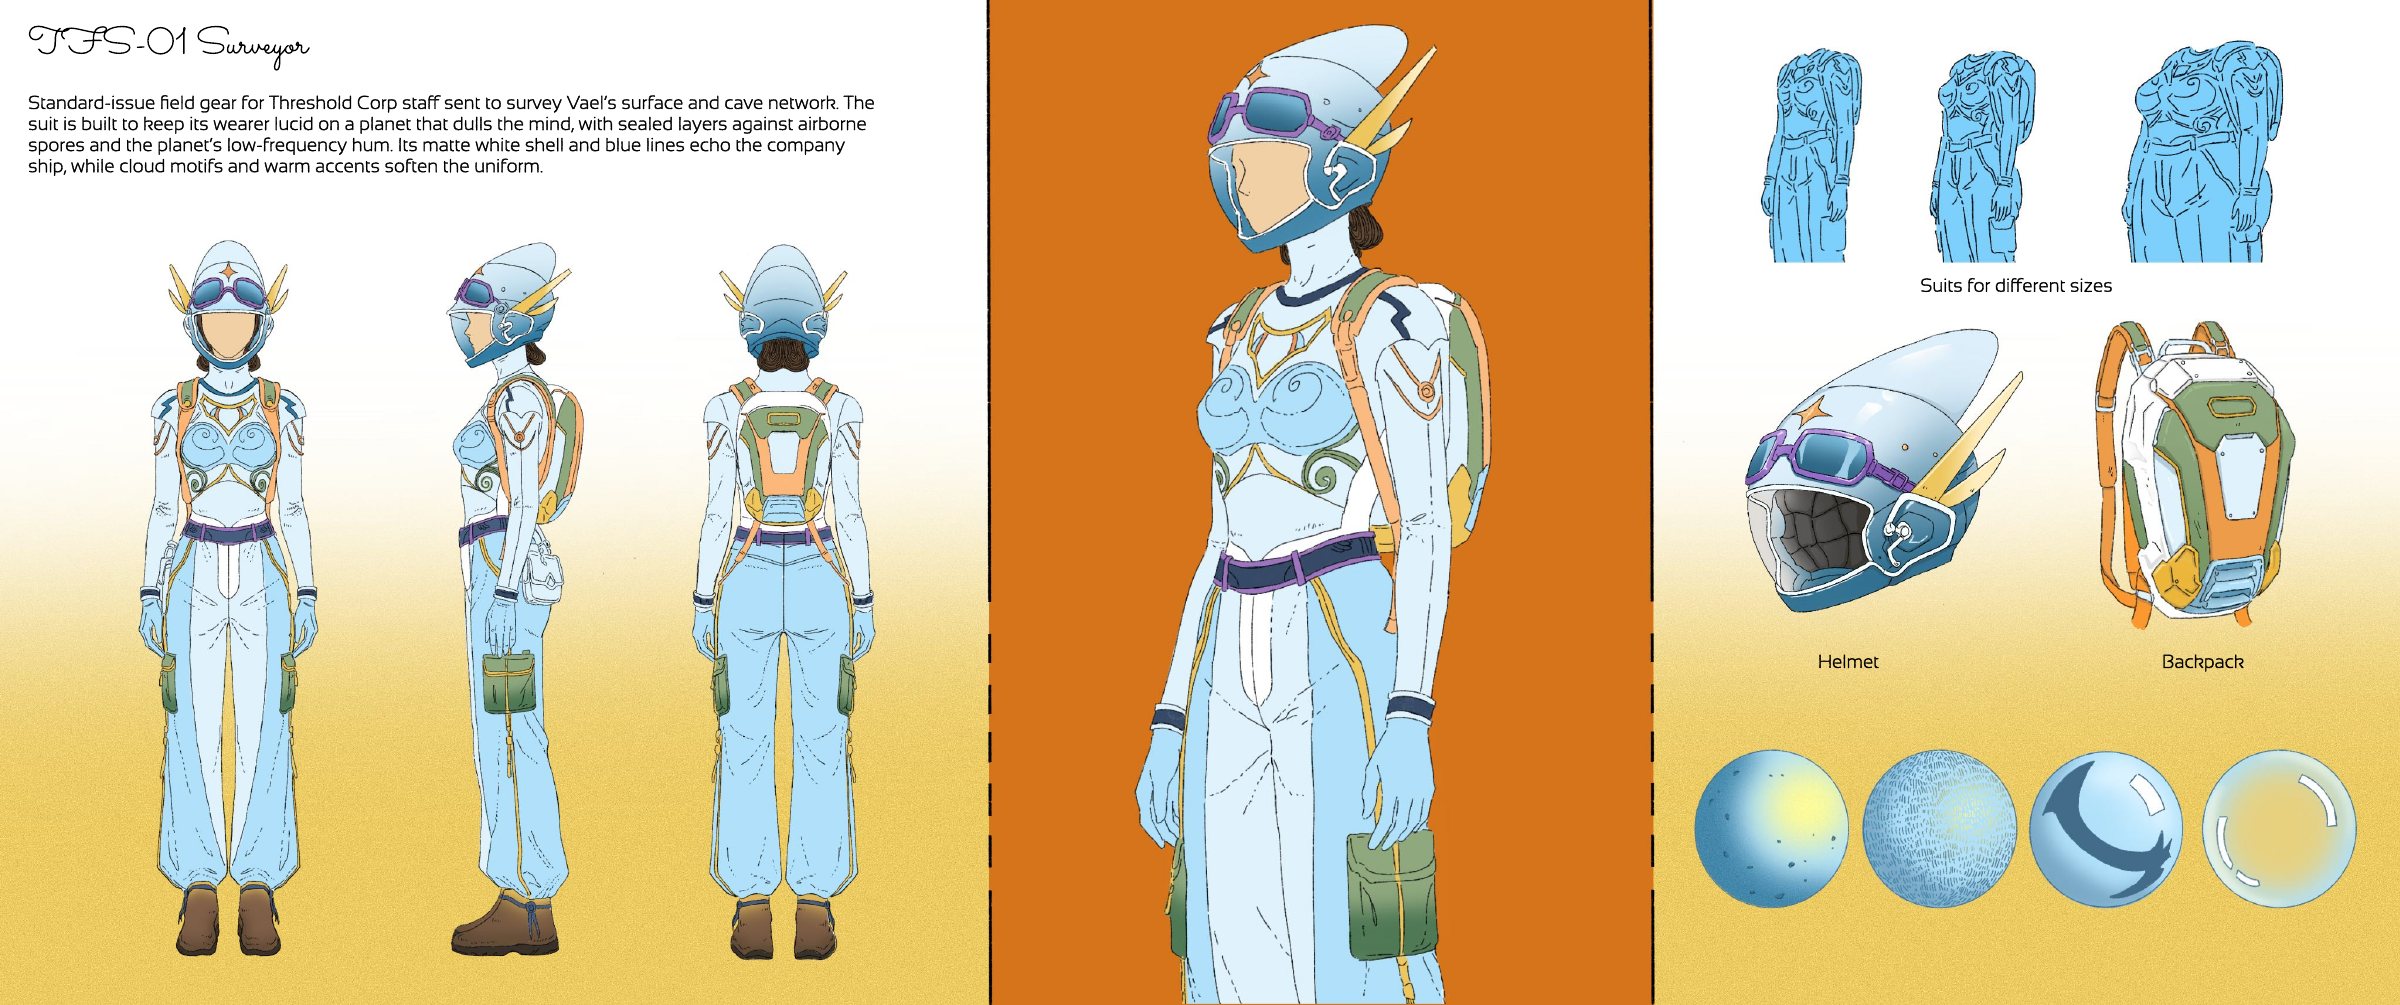 TFS-01 Surveyor
Standard-issue field gear for Threshold Corp staff sent to survey Vael's surface and cave network. The
suit is built to keep its wearer lucid on a planet that dulls the mind, with sealed layers against airborne
spores and the planet's low-frequency hum. Its matte white shell and blue lines echo the company
ship, while cloud motifs and warm accents soften the uniform.
Suits for different sizes
Helmet
Backpack